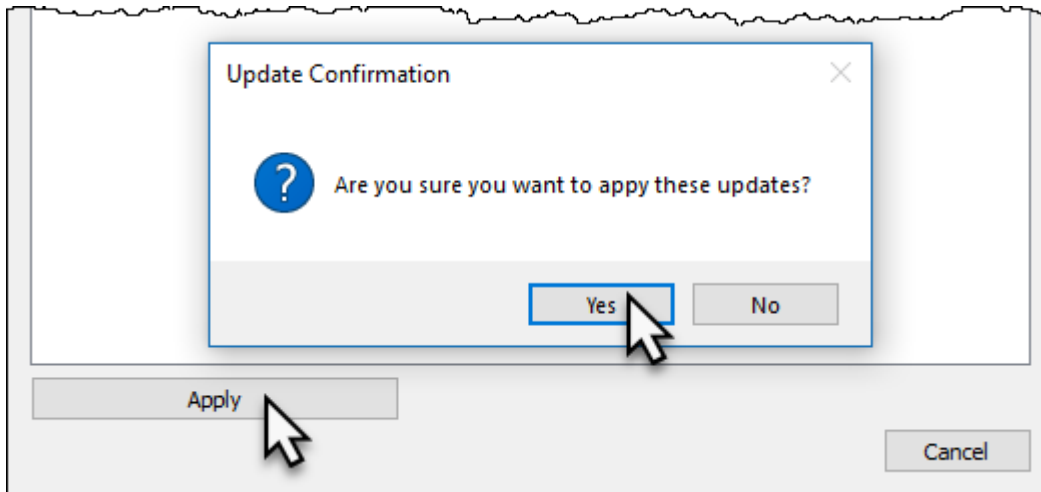 Update Confirmation
?
Are you sure you want to appy these updates?
Yes
No
Apply
Cancel